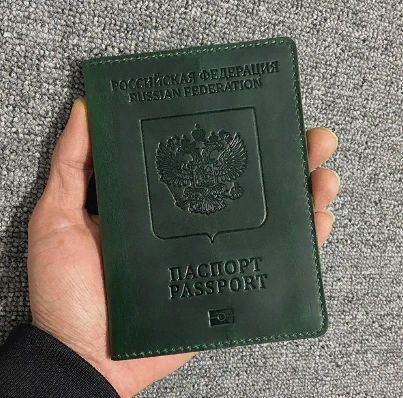 РОССИЙСКАЯ ФЕДЕРАЦИЯ
RUSSIAN FEDERATION
ПАСПОРТ
PASSPORT